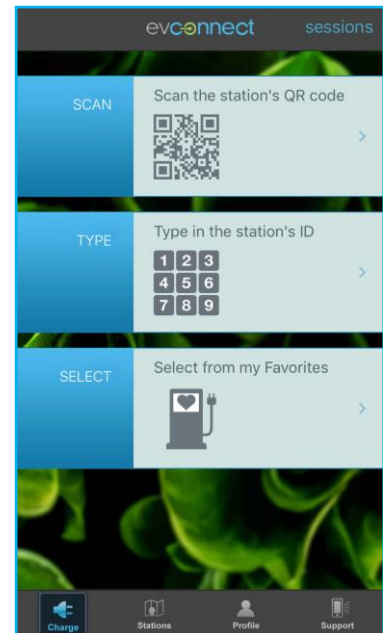 evconnect
sessions
SCAN
Scan the station's QR code
TYPE
Type in the station's ID
1 2 3
4 5 6
7 8 9
SELECT
Select from my Favorites
Charge
Stations
Profile
Support